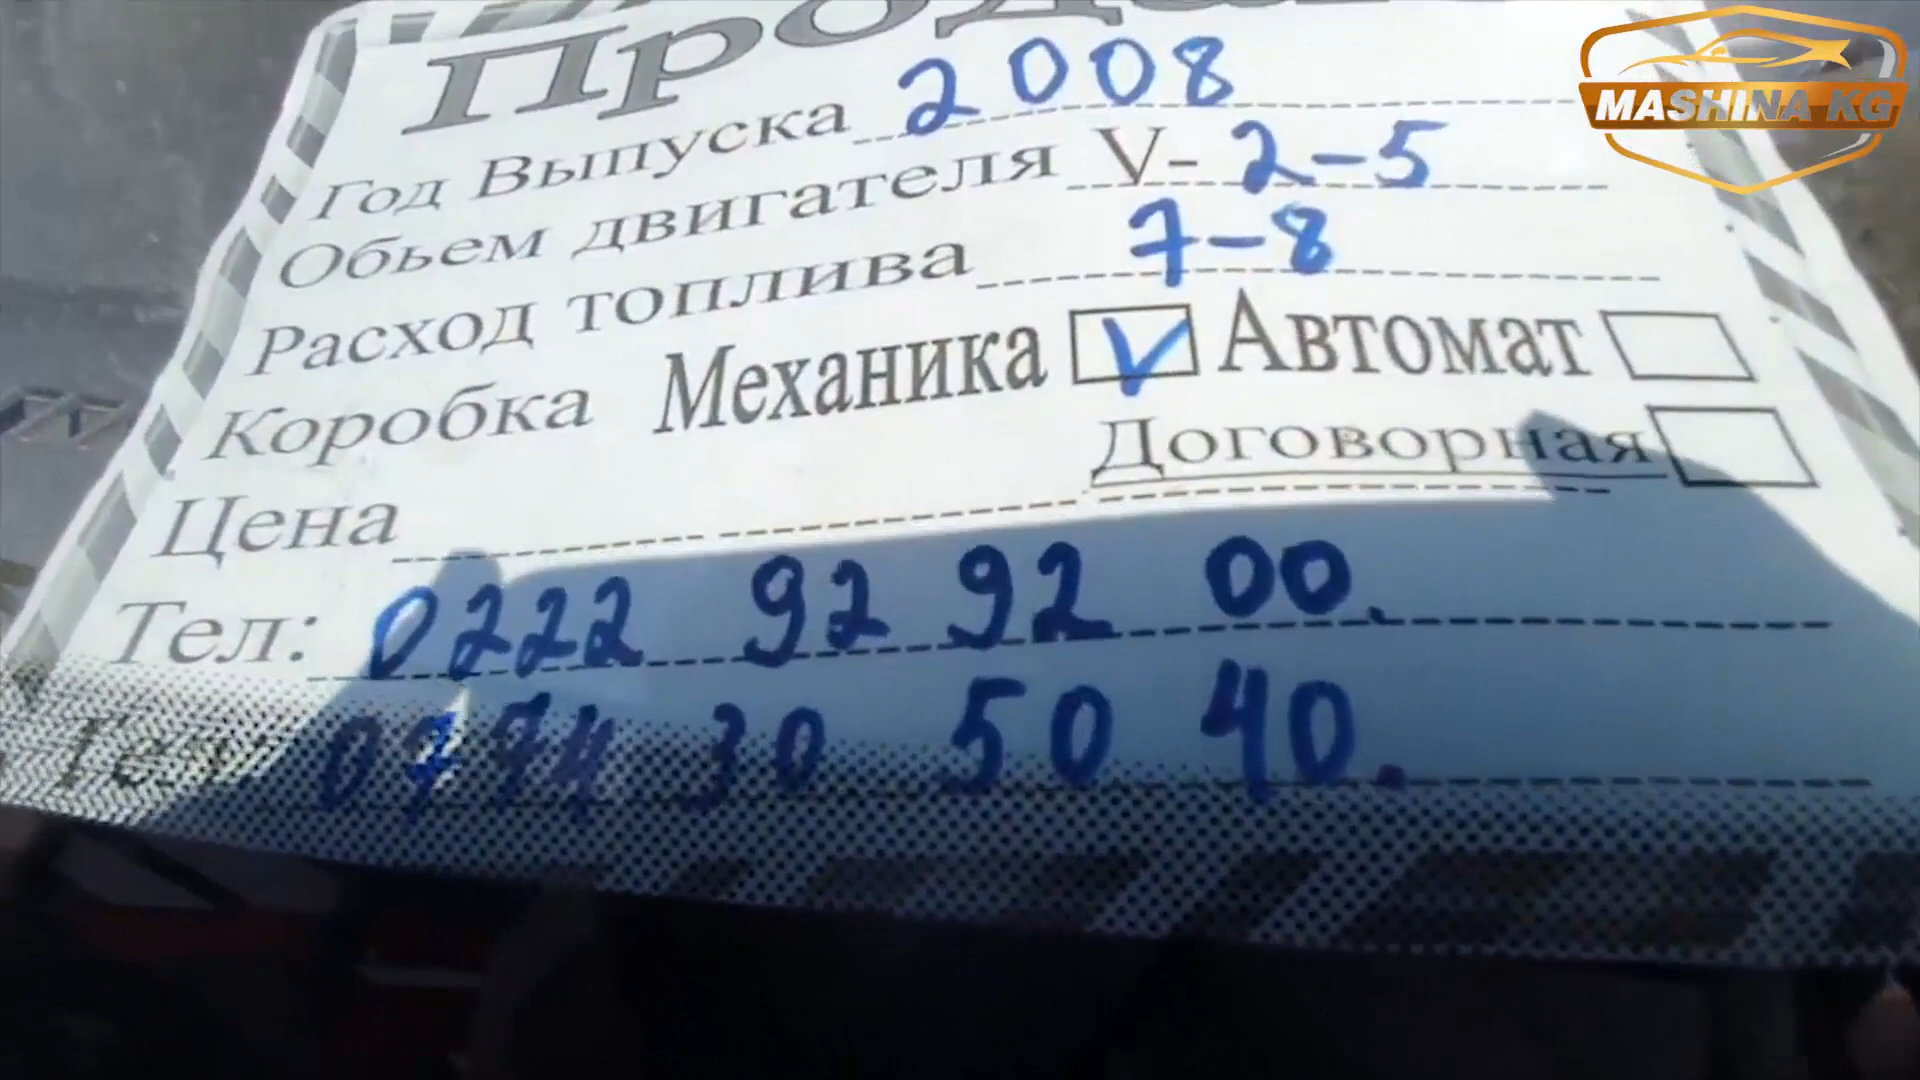 MASHINA KG
Год Выпуска 2008
Обьем двигателя V- 2-5
Расход топлива 7-8
Коробка Механика V Автомат
Договорная
Цена
Тел: 0222 92 92 00.
30 50 40.